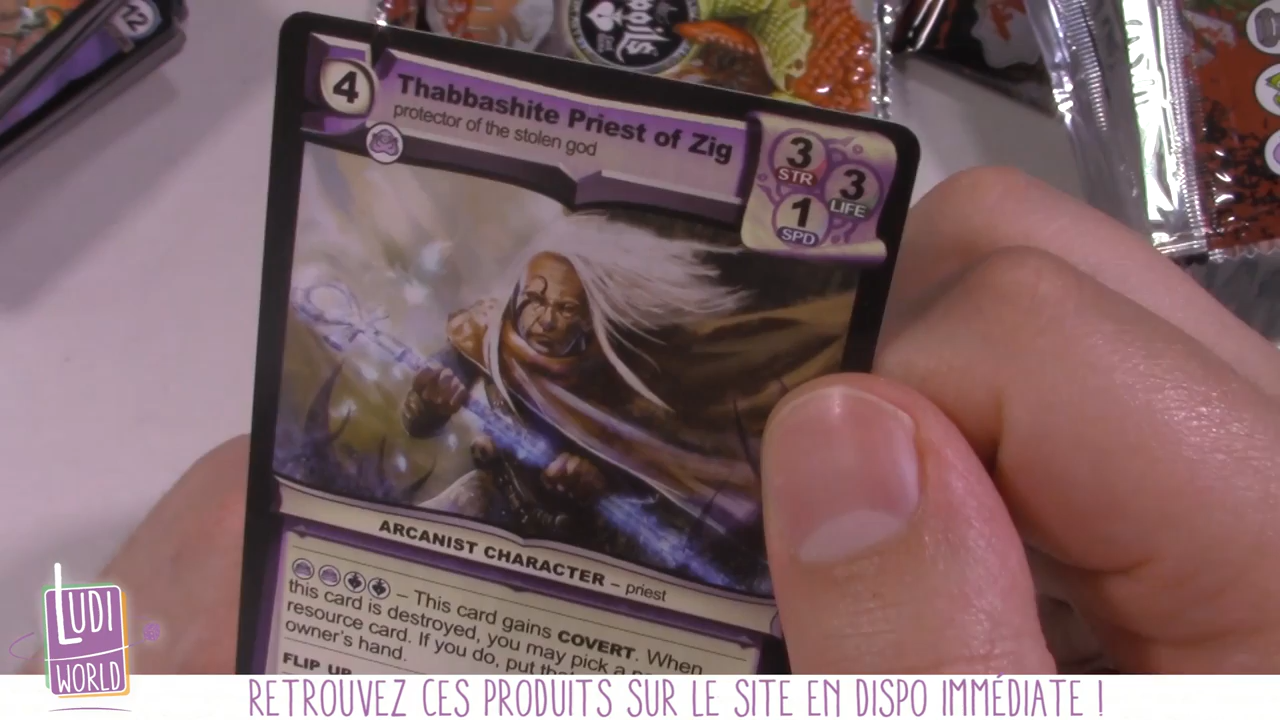 12
4
Thabbashite Priest of Zig
protector of the stolen god
3
STR
3
LIFE
1
SPD
ARCANIST CHARACTER – priest
– This card gains COVERT. When
this card is destroyed, you may pick a
resource card. If you do, put
owner's hand.
FLIP UP
LUDI
WORLD
RETROUVEZ CES PRODUITS SUR LE SITE EN DISPO IMMÉDIATE !